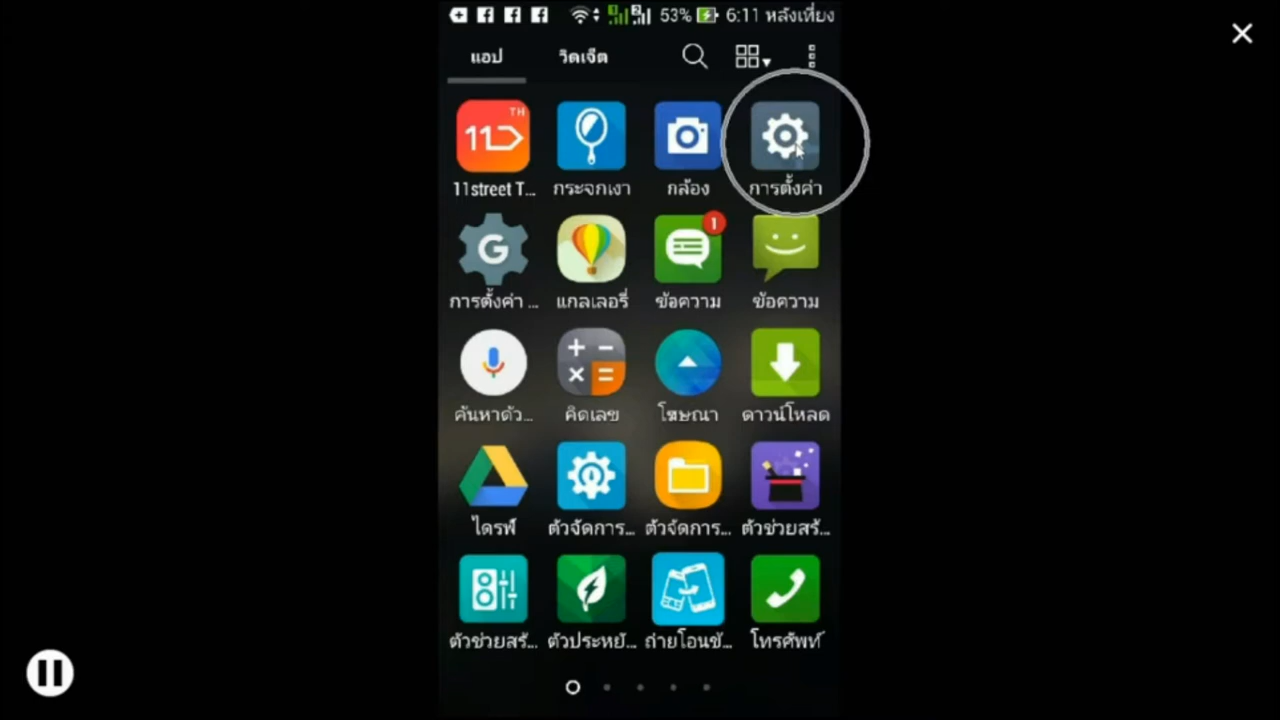 53% 6:11 หลังเที่ยง
แอป วิดเจ็ต
TH
11
11street T... กระจกเงา กล้อง การตั้งค่า
G
1
การตั้งค่า ... แกลเลอรี่ ข้อความ ข้อความ
ค้นหาด้ว... คิดเลข โฆษณา ดาวน์โหลด
ไดรฟ์ ตัวจัดการ... ตัวจัดการ... ตัวช่วยสร้...
ตัวช่วยสร้... ตัวประหยั... ถ่ายโอนข้... โทรศัพท์